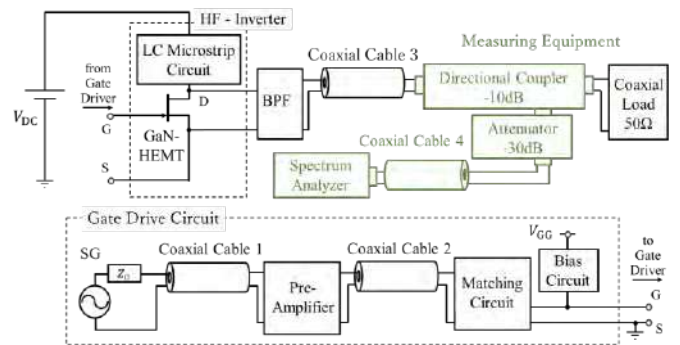 HF - Inverter
LC Microstrip
Circuit
from
Gate
Driver
V_DC
G
D
GaN-
HEMT
S
BPF
Coaxial Cable 3
Measuring Equipment
Directional Coupler
-10dB
Coaxial
Load
50Ω
Attenuator
-30dB
Coaxial Cable 4
Spectrum
Analyzer
Gate Drive Circuit
SG
Z₀
Coaxial Cable 1
Pre-
Amplifier
Coaxial Cable 2
Matching
Circuit
V_GG
Bias
Circuit
to
Gate
Driver
G
S